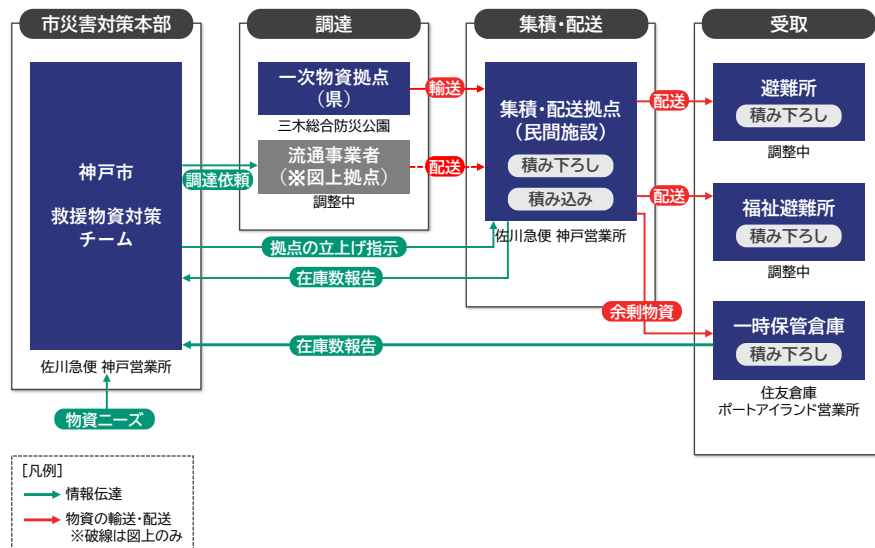 市災害対策本部
神戸市
救援物資対策
チーム
佐川急便 神戸営業所
物資ニーズ
調達
一次物資拠点
(県)
三木総合防災公園
流通事業者
(※図上拠点)
調整中
調達依頼
拠点の立上げ指示
在庫数報告
在庫数報告
輸送
配送
集積・配送
集積・配送拠点
(民間施設)
積み下ろし
積み込み
佐川急便 神戸営業所
配送
配送
余剰物資
受取
避難所
積み下ろし
調整中
福祉避難所
積み下ろし
調整中
一時保管倉庫
積み下ろし
住友倉庫
ポートアイランド営業所
[凡例]
情報伝達
物資の輸送・配送
※破線は図上のみ